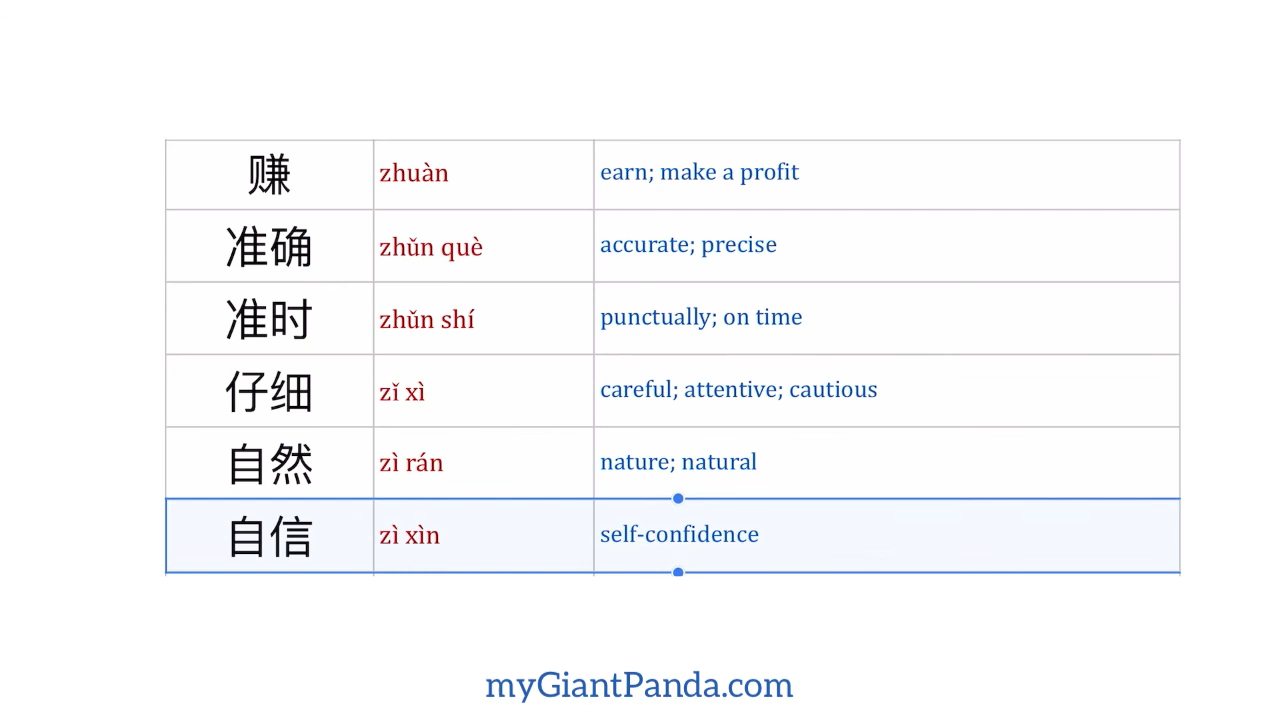 赚 zhuàn earn; make a profit
准确 zhǔn què accurate; precise
准时 zhǔn shí punctually; on time
仔细 zǐ xì careful; attentive; cautious
自然 zì rán nature; natural
自信 zì xìn self-confidence
myGiantPanda.com